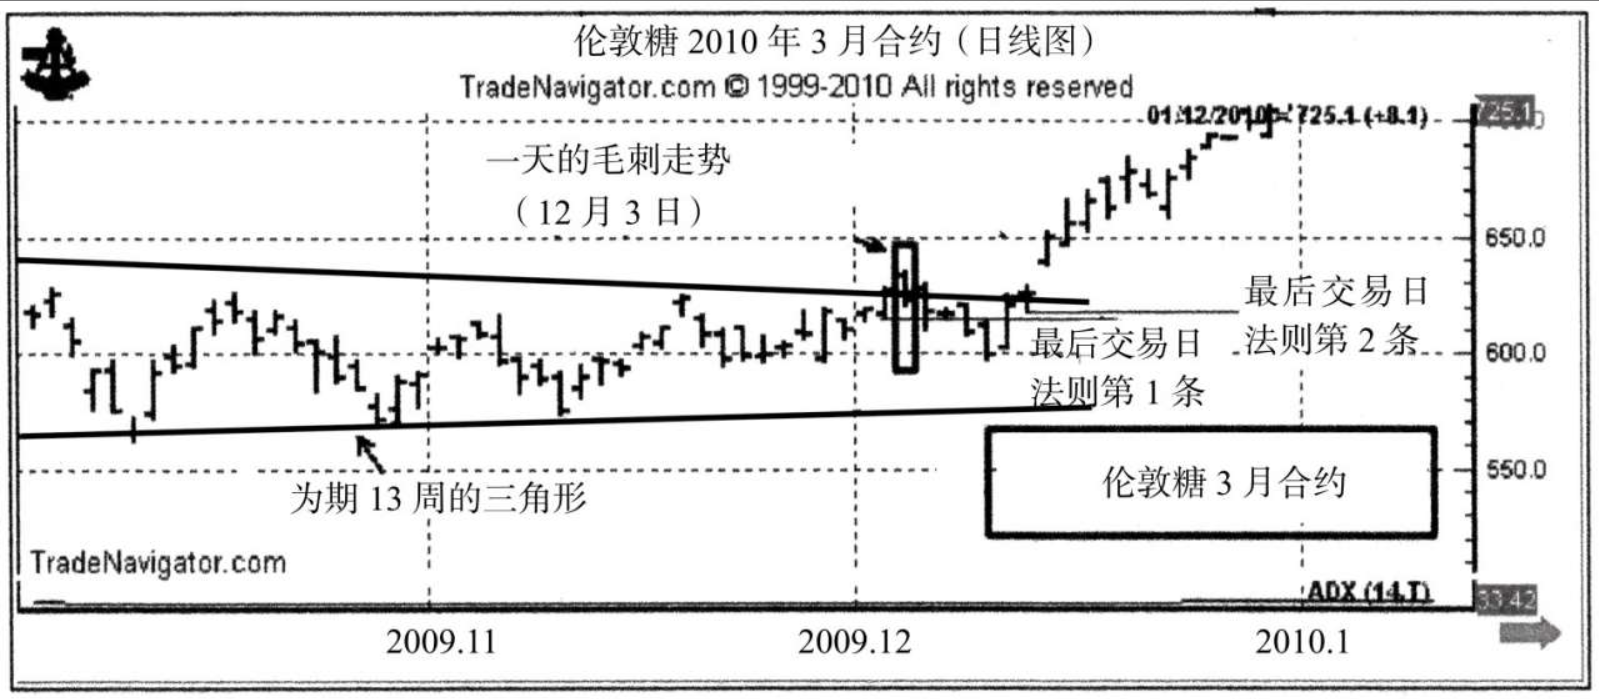 伦敦糖 2010 年 3 月合约（日线图）
TradeNavigator.com © 1999-2010 All rights reserved
01/12/2010 = 725.1 (+8.1)
725.1
一天的毛刺走势
（12 月 3 日）
650.0
最后交易日
法则第 2 条
最后交易日
法则第 1 条
600.0
为期 13 周的三角形
伦敦糖 3 月合约
550.0
TradeNavigator.com
ADX (14,T)
33.42
2009.11
2009.12
2010.1